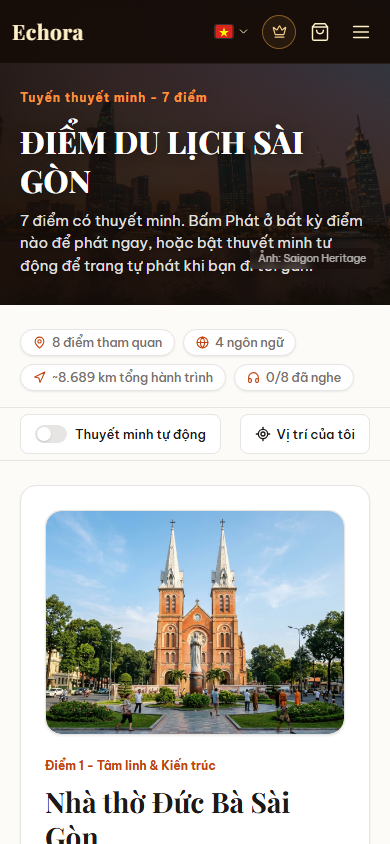 Echora
Tuyến thuyết minh - 7 điểm
ĐIỂM DU LỊCH SÀI
GÒN
7 điểm có thuyết minh. Bấm Phát ở bất kỳ điểm
nào để phát ngay, hoặc bật thuyết minh tự
động để trang tự phát khi bạn đi tới gần.
Ảnh: Saigon Heritage
8 điểm tham quan
4 ngôn ngữ
~8.689 km tổng hành trình
0/8 đã nghe
Thuyết minh tự động
Vị trí của tôi
Điểm 1 - Tâm linh & Kiến trúc
Nhà thờ Đức Bà Sài
Gòn